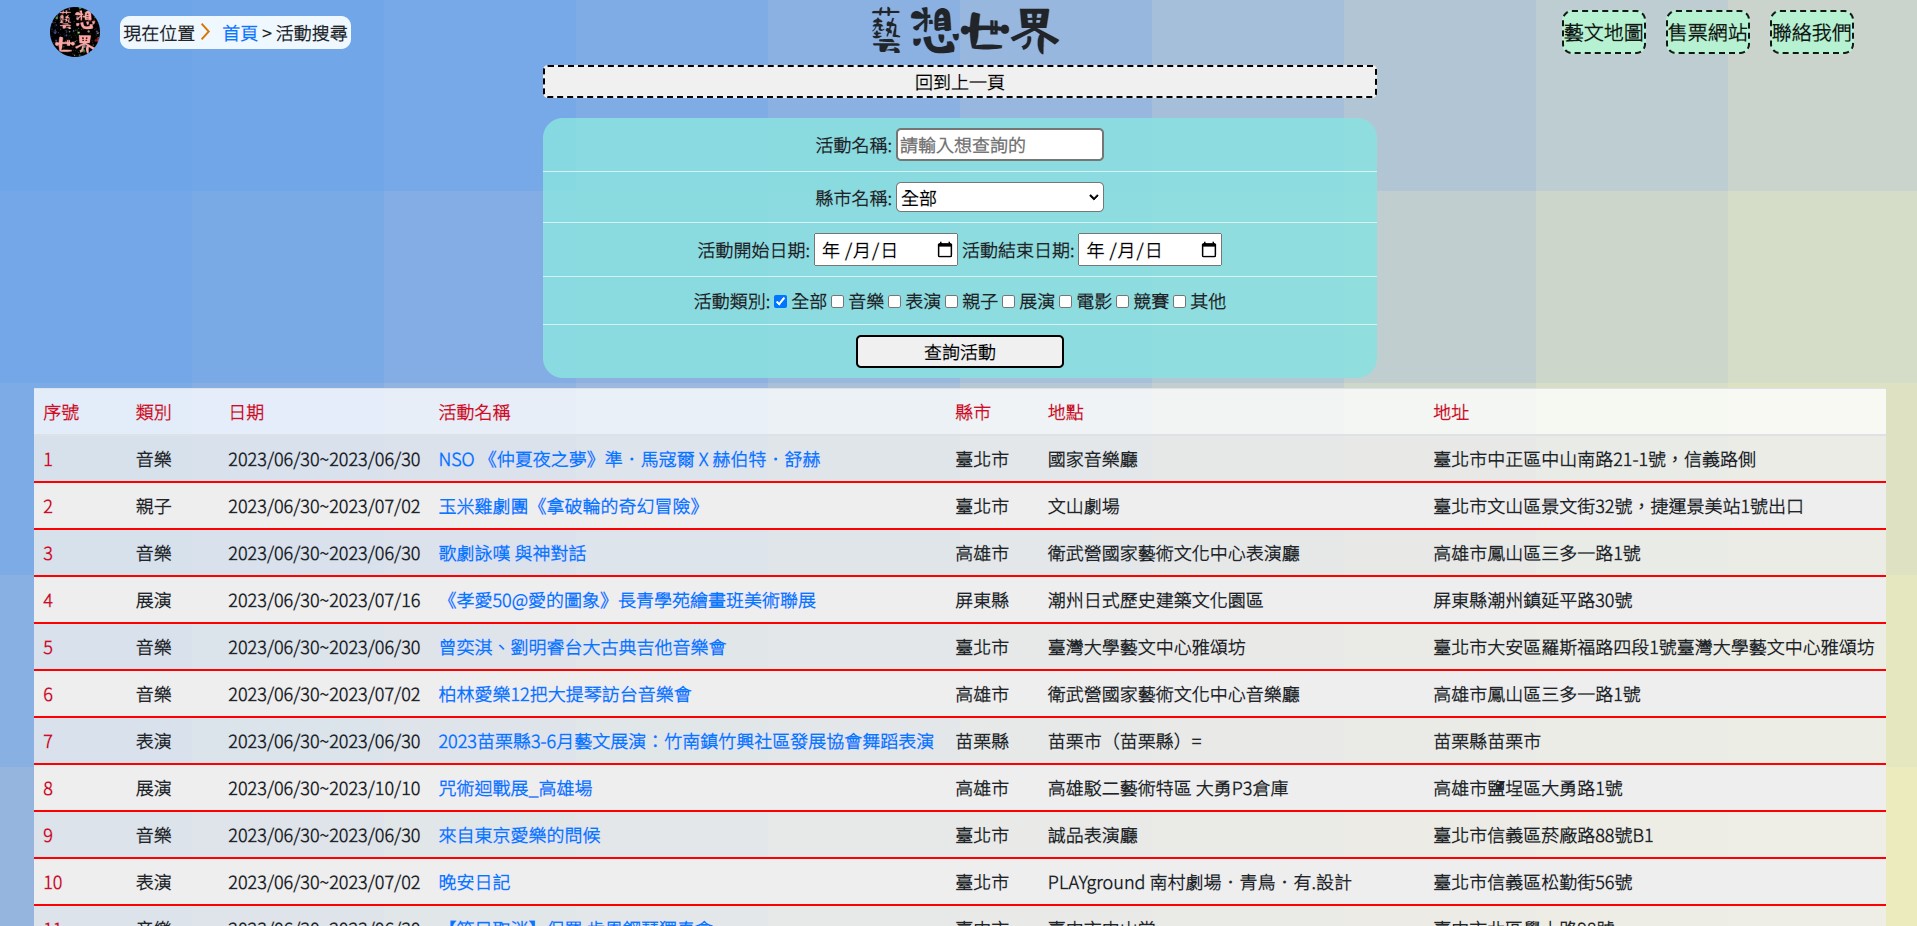 藝想世界 現在位置 首頁 > 活動搜尋 藝想世界 藝文地圖 售票網站 聯絡我們
回到上一頁
活動名稱: 請輸入想查詢的
縣市名稱: 全部
活動開始日期: 年 /月/日 活動結束日期: 年 /月/日
活動類別: 全部 音樂 表演 親子 展演 電影 競賽 其他
查詢活動
序號 類別 日期 活動名稱 縣市 地點 地址
1 音樂 2023/06/30~2023/06/30 NSO 《仲夏夜之夢》準・馬寇爾 X 赫伯特・舒赫 臺北市 國家音樂廳 臺北市中正區中山南路21-1號，信義路側
2 親子 2023/06/30~2023/07/02 玉米雞劇團《拿破輪的奇幻冒險》 臺北市 文山劇場 臺北市文山區景文街32號，捷運景美站1號出口
3 音樂 2023/06/30~2023/06/30 歌劇詠嘆 與神對話 高雄市 衛武營國家藝術文化中心表演廳 高雄市鳳山區三多一路1號
4 展演 2023/06/30~2023/07/16 《孝愛50@愛的圖象》長青學苑繪畫班美術聯展 屏東縣 潮州日式歷史建築文化園區 屏東縣潮州鎮延平路30號
5 音樂 2023/06/30~2023/06/30 曾奕淇、劉明睿台大古典吉他音樂會 臺北市 臺灣大學藝文中心雅頌坊 臺北市大安區羅斯福路四段1號臺灣大學藝文中心雅頌坊
6 音樂 2023/06/30~2023/07/02 柏林愛樂12把大提琴訪台音樂會 高雄市 衛武營國家藝術文化中心音樂廳 高雄市鳳山區三多一路1號
7 表演 2023/06/30~2023/06/30 2023苗栗縣3-6月藝文展演：竹南鎮竹興社區發展協會舞蹈表演 苗栗縣 苗栗市（苗栗縣）= 苗栗縣苗栗市
8 展演 2023/06/30~2023/10/10 咒術迴戰展_高雄場 高雄市 高雄駁二藝術特區 大勇P3倉庫 高雄市鹽埕區大勇路1號
9 音樂 2023/06/30~2023/06/30 來自東京愛樂的問候 臺北市 誠品表演廳 臺北市信義區菸廠路88號B1
10 表演 2023/06/30~2023/07/02 晚安日記 臺北市 PLAYground 南村劇場・青鳥・有.設計 臺北市信義區松勤街56號